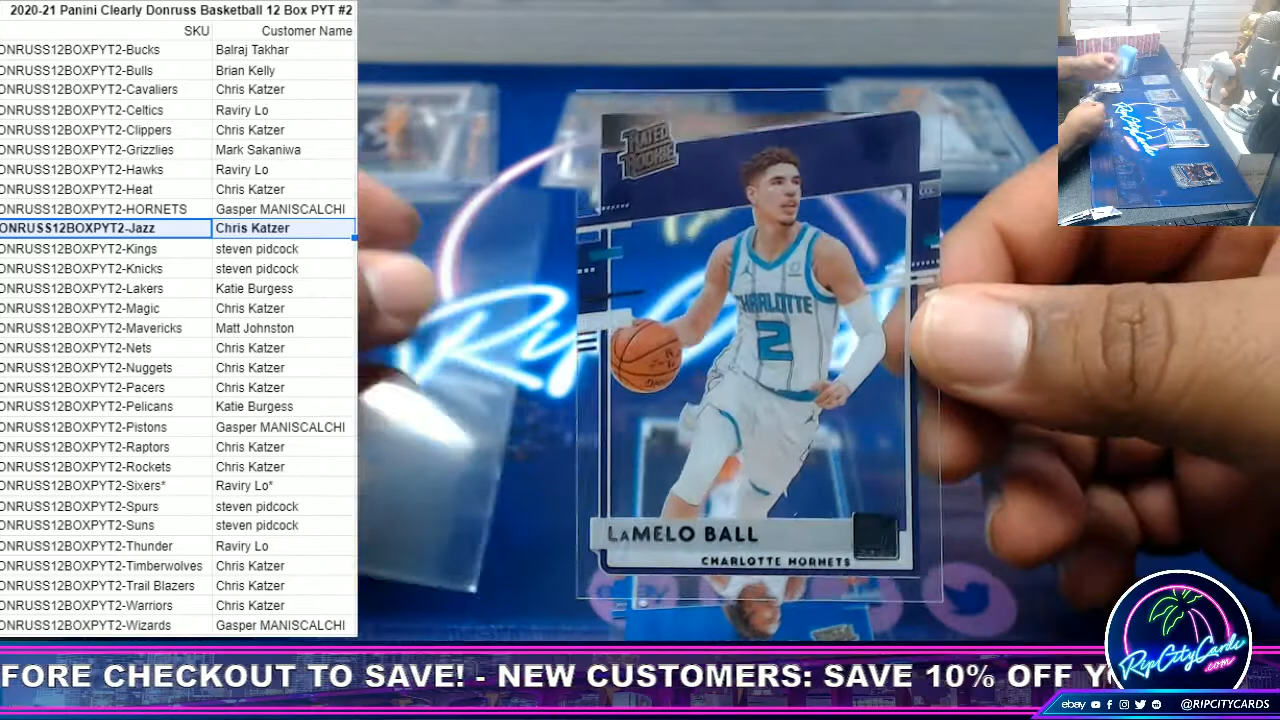 2020-21 Panini Clearly Donruss Basketball 12 Box PYT #2
SKU Customer Name
ONRUSS12BOXPYT2-Bucks Balraj Takhar
ONRUSS12BOXPYT2-Bulls Brian Kelly
ONRUSS12BOXPYT2-Cavaliers Chris Katzer
ONRUSS12BOXPYT2-Celtics Raviry Lo
ONRUSS12BOXPYT2-Clippers Chris Katzer
ONRUSS12BOXPYT2-Grizzlies Mark Sakaniwa
ONRUSS12BOXPYT2-Hawks Raviry Lo
ONRUSS12BOXPYT2-Heat Chris Katzer
ONRUSS12BOXPYT2-HORNETS Gasper MANISCALCHI
ONRUSS12BOXPYT2-Jazz Chris Katzer
ONRUSS12BOXPYT2-Kings steven pidcock
ONRUSS12BOXPYT2-Knicks steven pidcock
ONRUSS12BOXPYT2-Lakers Katie Burgess
ONRUSS12BOXPYT2-Magic Chris Katzer
ONRUSS12BOXPYT2-Mavericks Matt Johnston
ONRUSS12BOXPYT2-Nets Chris Katzer
ONRUSS12BOXPYT2-Nuggets Chris Katzer
ONRUSS12BOXPYT2-Pacers Chris Katzer
ONRUSS12BOXPYT2-Pelicans Katie Burgess
ONRUSS12BOXPYT2-Pistons Gasper MANISCALCHI
ONRUSS12BOXPYT2-Raptors Chris Katzer
ONRUSS12BOXPYT2-Rockets Chris Katzer
ONRUSS12BOXPYT2-Sixers* Raviry Lo*
ONRUSS12BOXPYT2-Spurs steven pidcock
ONRUSS12BOXPYT2-Suns steven pidcock
ONRUSS12BOXPYT2-Thunder Raviry Lo
ONRUSS12BOXPYT2-Timberwolves Chris Katzer
ONRUSS12BOXPYT2-Trail Blazers Chris Katzer
ONRUSS12BOXPYT2-Warriors Chris Katzer
ONRUSS12BOXPYT2-Wizards Gasper MANISCALCHI
RATED
ROOKIE
CHARLOTTE
2
LaMELO BALL
CHARLOTTE HORNETS
FORE CHECKOUT TO SAVE! - NEW CUSTOMERS: SAVE 10% OFF Y
RipCityCards
.com
ebay @RIPCITYCARDS